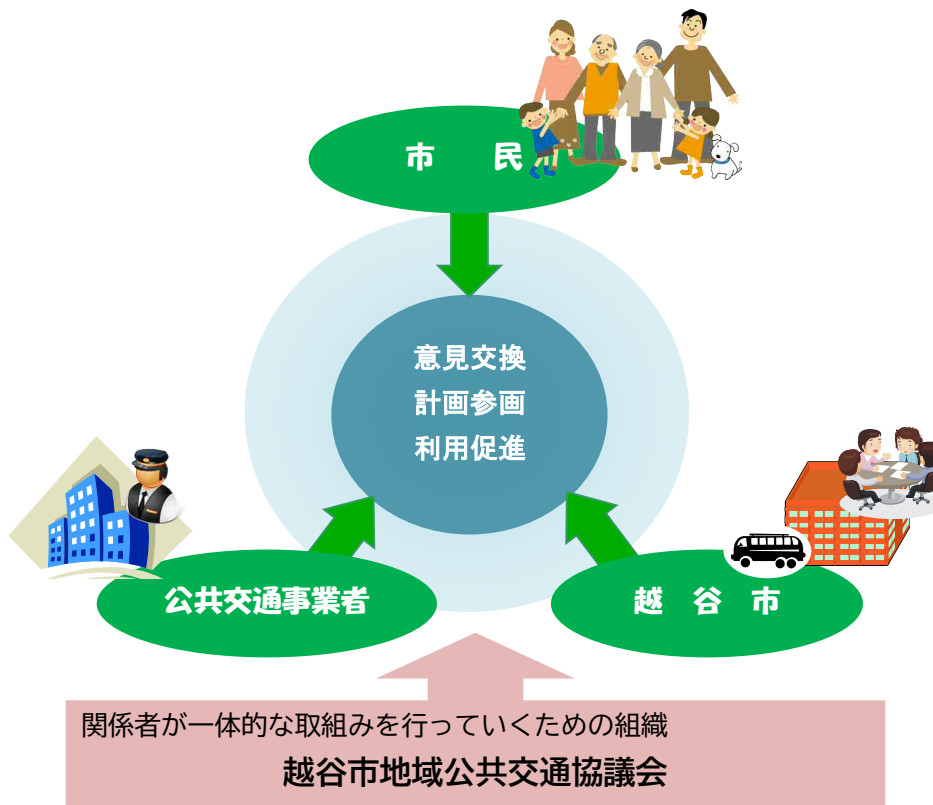 市　　民
意見交換
計画参画
利用促進
公共交通事業者
越　谷　市
関係者が一体的な取組みを行っていくための組織
越谷市地域公共交通協議会